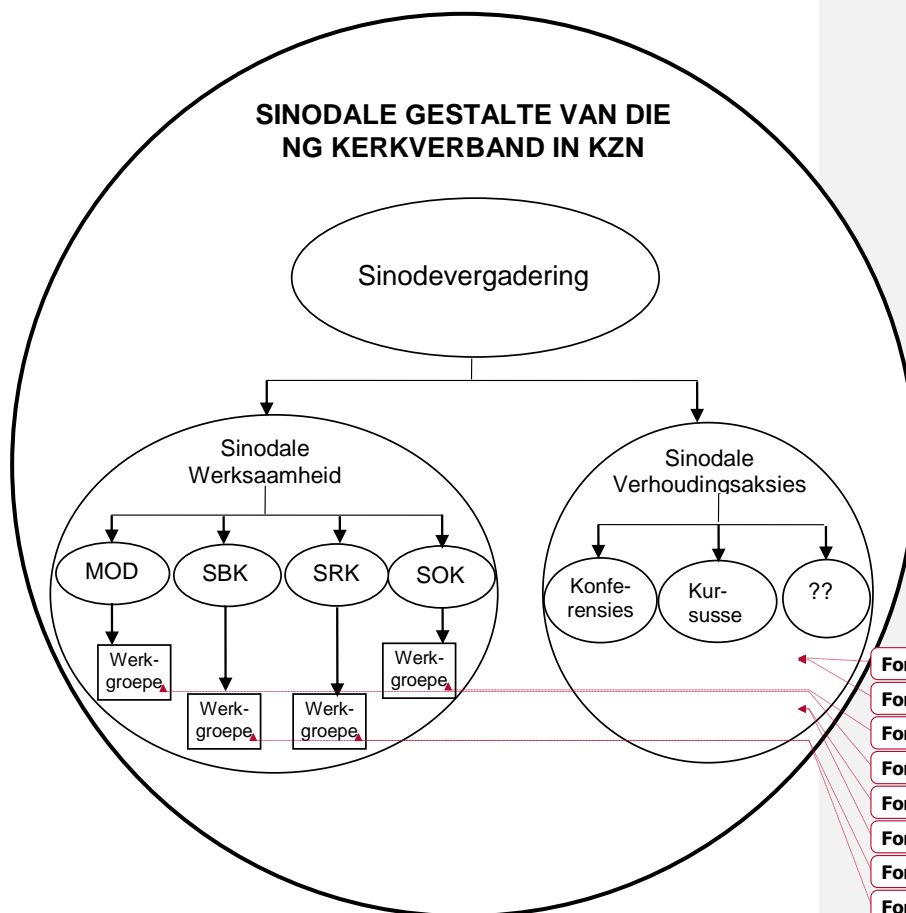 SINODALE GESTALTE VAN DIE
NG KERKVERBAND IN KZN
Sinodevergadering
Sinodale
Werksaamheid
Sinodale
Verhoudingsaksies
MOD
SBK
SRK
SOK
Konfe-
rensies
Kur-
susse
??
Werk-
groepe
Werk-
groepe
Werk-
groepe
Werk-
groepe